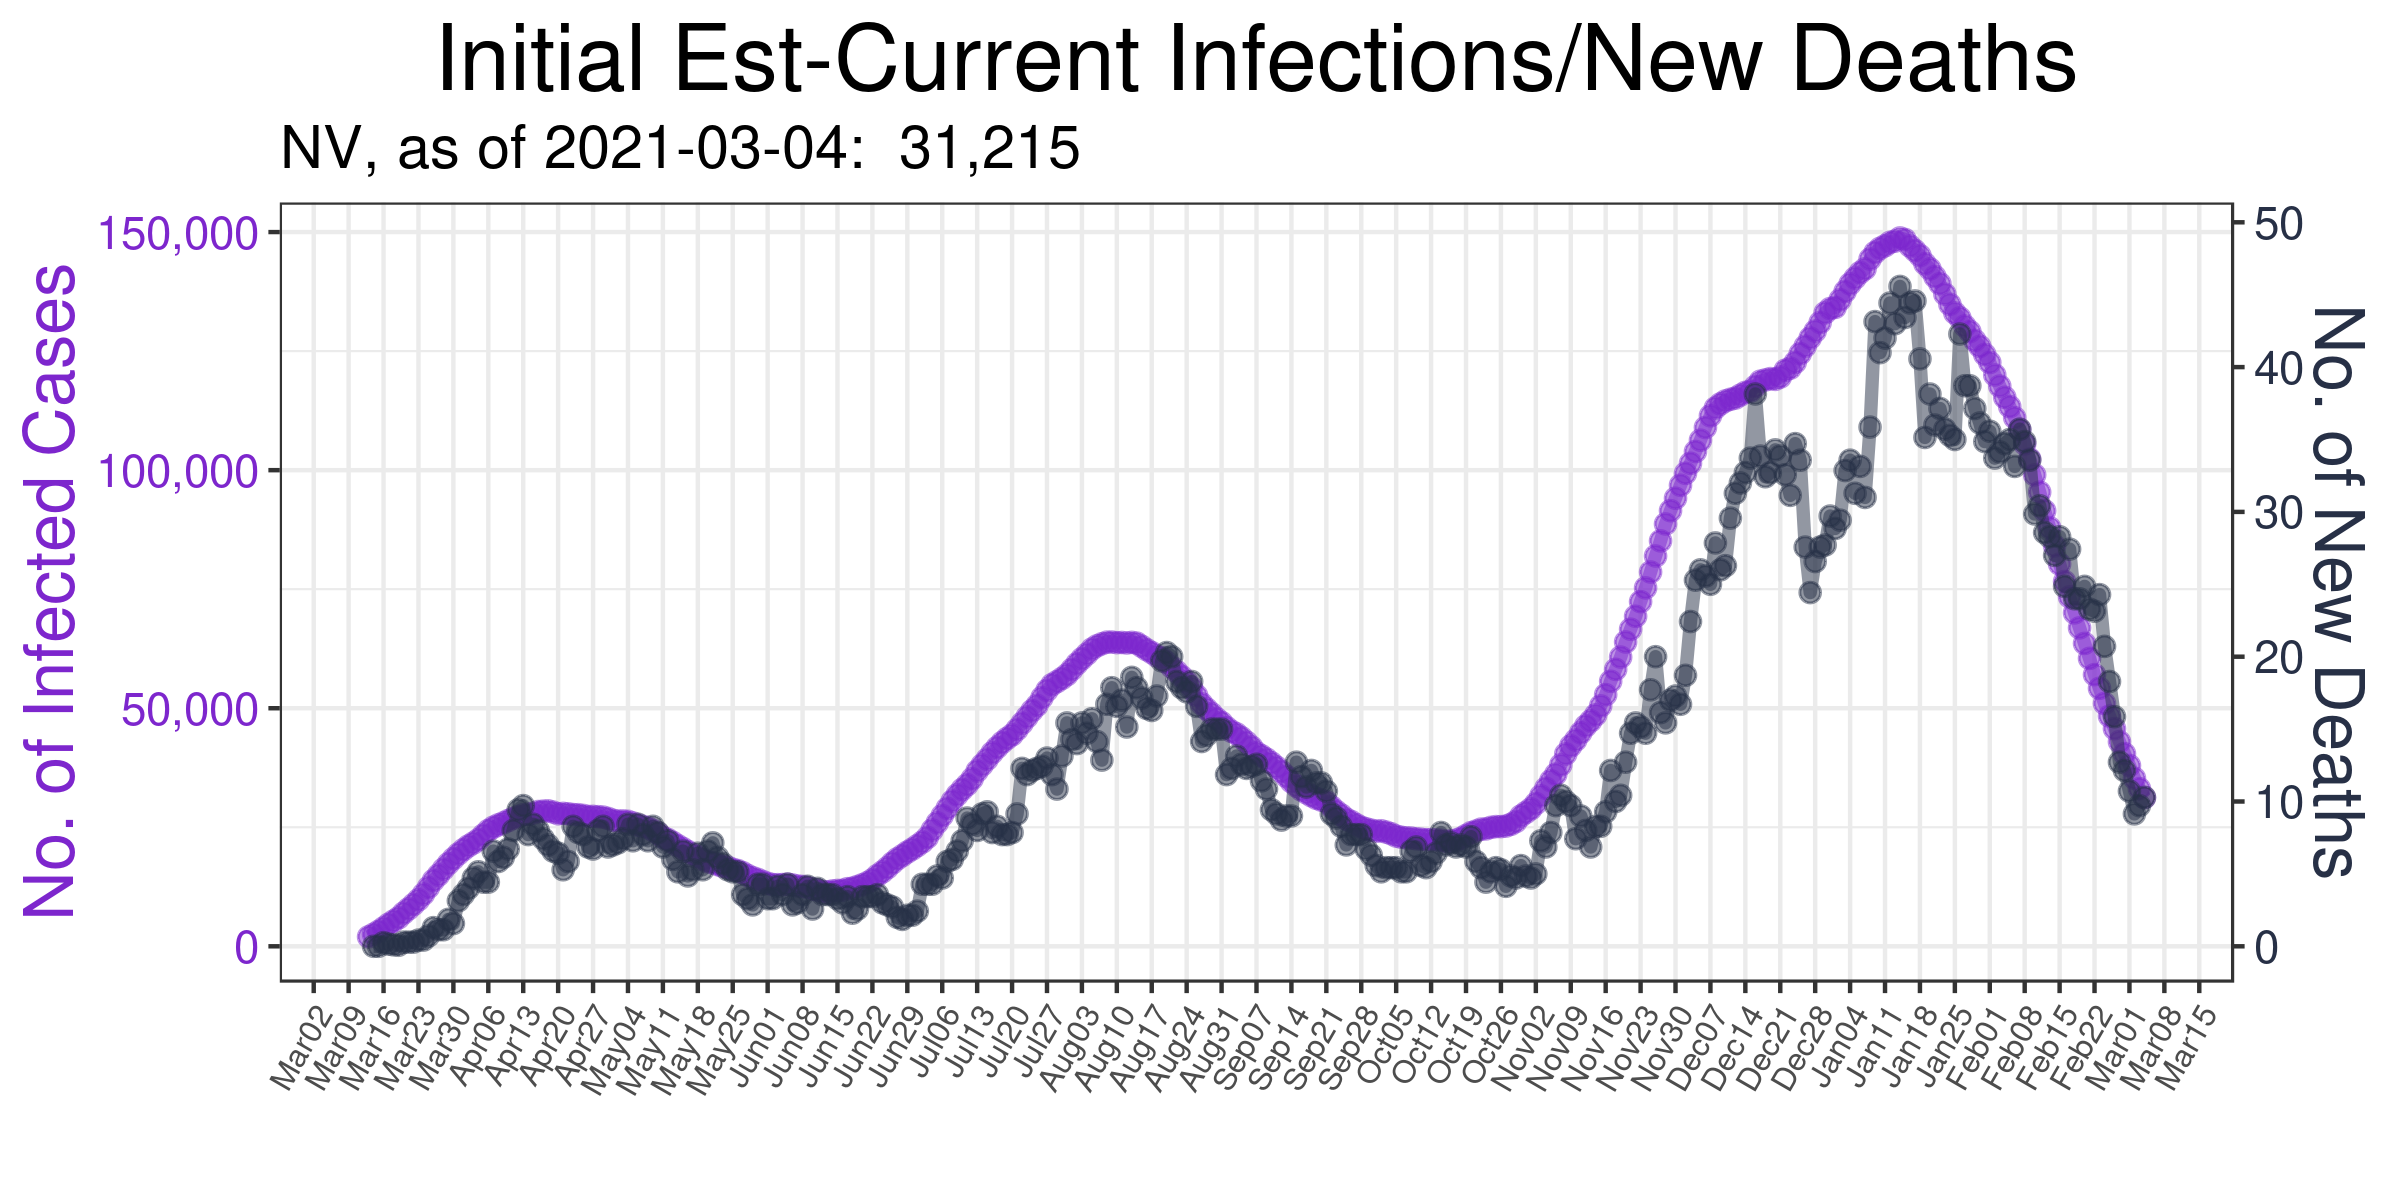 Initial Est-Current Infections/New Deaths
NV, as of 2021-03-04:  31,215
No. of Infected Cases
150,000
100,000
50,000
0
50
40
30
20
10
0
No. of New Deaths
Mar02
Mar09
Mar16
Mar23
Mar30
Apr06
Apr13
Apr20
Apr27
May04
May11
May18
May25
Jun01
Jun08
Jun15
Jun22
Jun29
Jul06
Jul13
Jul20
Jul27
Aug03
Aug10
Aug17
Aug24
Aug31
Sep07
Sep14
Sep21
Sep28
Oct05
Oct12
Oct19
Oct26
Nov02
Nov09
Nov16
Nov23
Nov30
Dec07
Dec14
Dec21
Dec28
Jan04
Jan11
Jan18
Jan25
Feb01
Feb08
Feb15
Feb22
Mar01
Mar08
Mar15